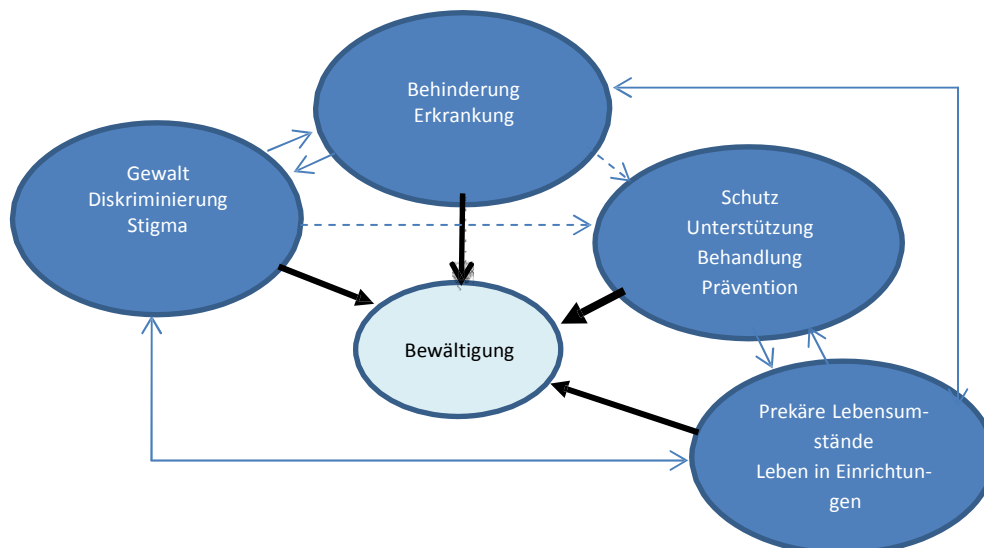 Behinderung
Erkrankung
Gewalt
Diskriminierung
Stigma
Schutz
Unterstützung
Behandlung
Prävention
Bewältigung
Prekäre Lebensum-
stände
Leben in Einrichtun-
gen